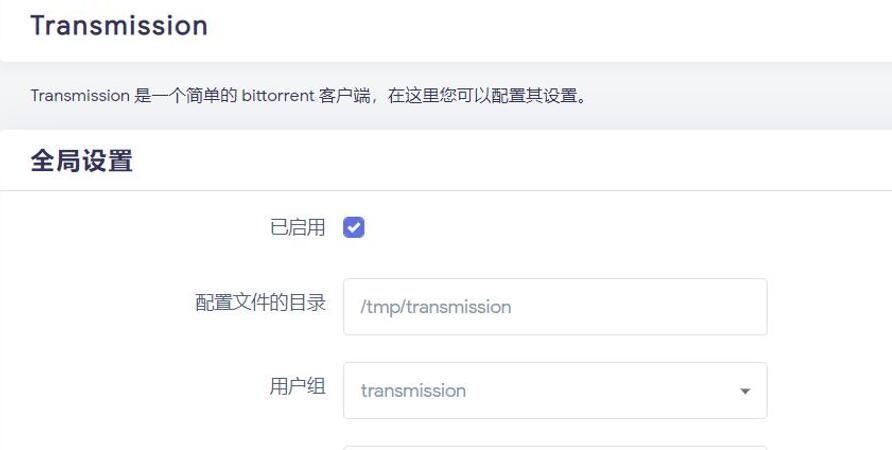 Transmission
Transmission 是一个简单的 bittorrent 客户端，在这里您可以配置其设置。
全局设置
已启用
配置文件的目录
/tmp/transmission
用户组
transmission